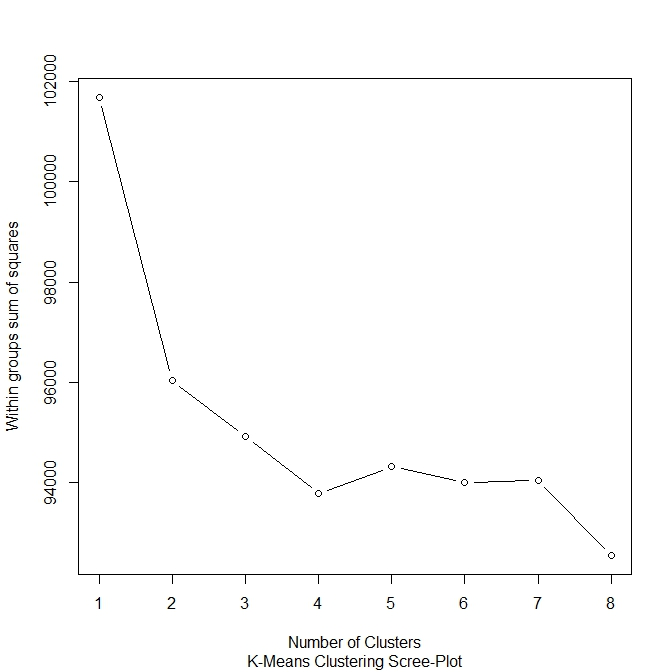 102000
100000
98000
96000
94000
Within groups sum of squares
1 2 3 4 5 6 7 8
Number of Clusters
K-Means Clustering Scree-Plot